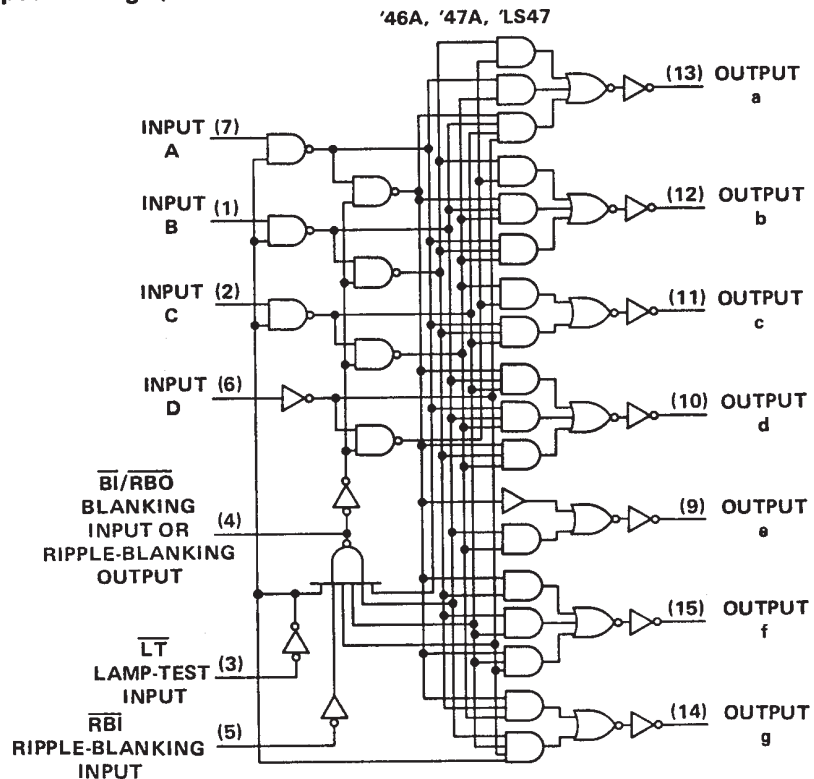 '46A, '47A, 'LS47
INPUT (7)
A
INPUT (1)
B
INPUT (2)
C
INPUT (6)
D
BI/RBO
BLANKING
INPUT OR (4)
RIPPLE-BLANKING
OUTPUT
LT
LAMP-TEST (3)
INPUT
RBI
RIPPLE-BLANKING (5)
INPUT
(13) OUTPUT
a
(12) OUTPUT
b
(11) OUTPUT
c
(10) OUTPUT
d
(9) OUTPUT
e
(15) OUTPUT
f
(14) OUTPUT
g